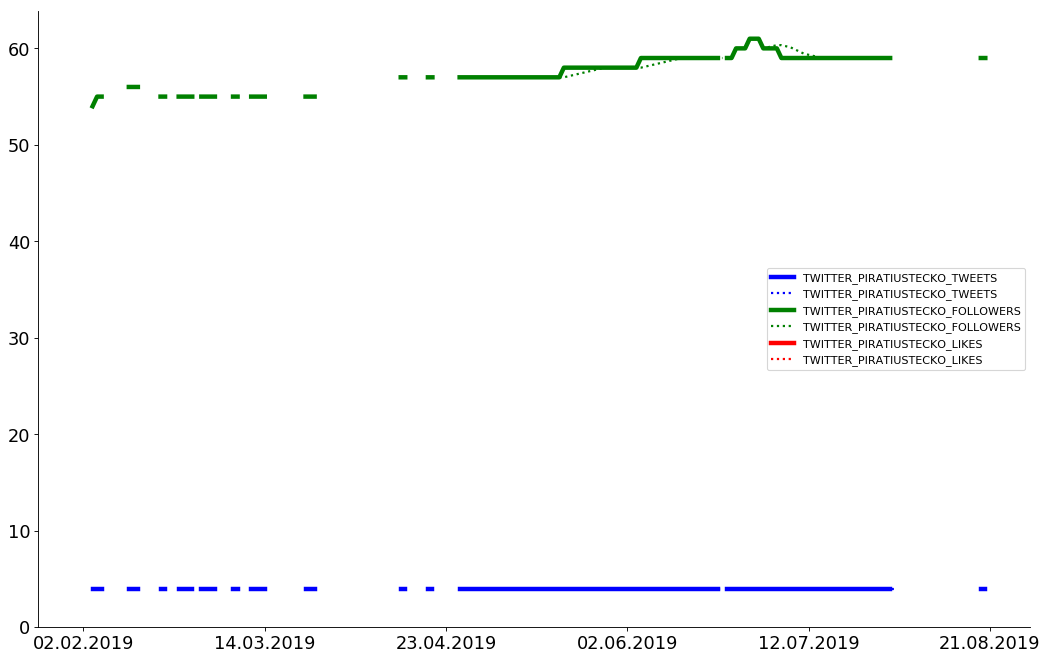 60
50
40
30
20
10
0
TWITTER_PIRATIUSTECKO_TWEETS
TWITTER_PIRATIUSTECKO_TWEETS
TWITTER_PIRATIUSTECKO_FOLLOWERS
TWITTER_PIRATIUSTECKO_FOLLOWERS
TWITTER_PIRATIUSTECKO_LIKES
TWITTER_PIRATIUSTECKO_LIKES
02.02.2019 14.03.2019 23.04.2019 02.06.2019 12.07.2019 21.08.2019